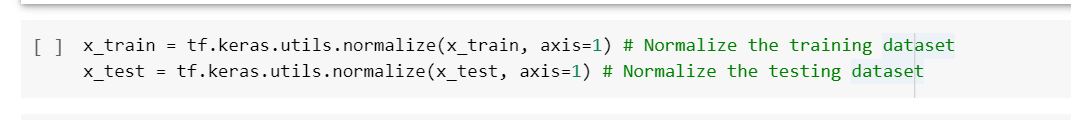 [ ] x_train = tf.keras.utils.normalize(x_train, axis=1) # Normalize the training dataset
x_test = tf.keras.utils.normalize(x_test, axis=1) # Normalize the testing dataset